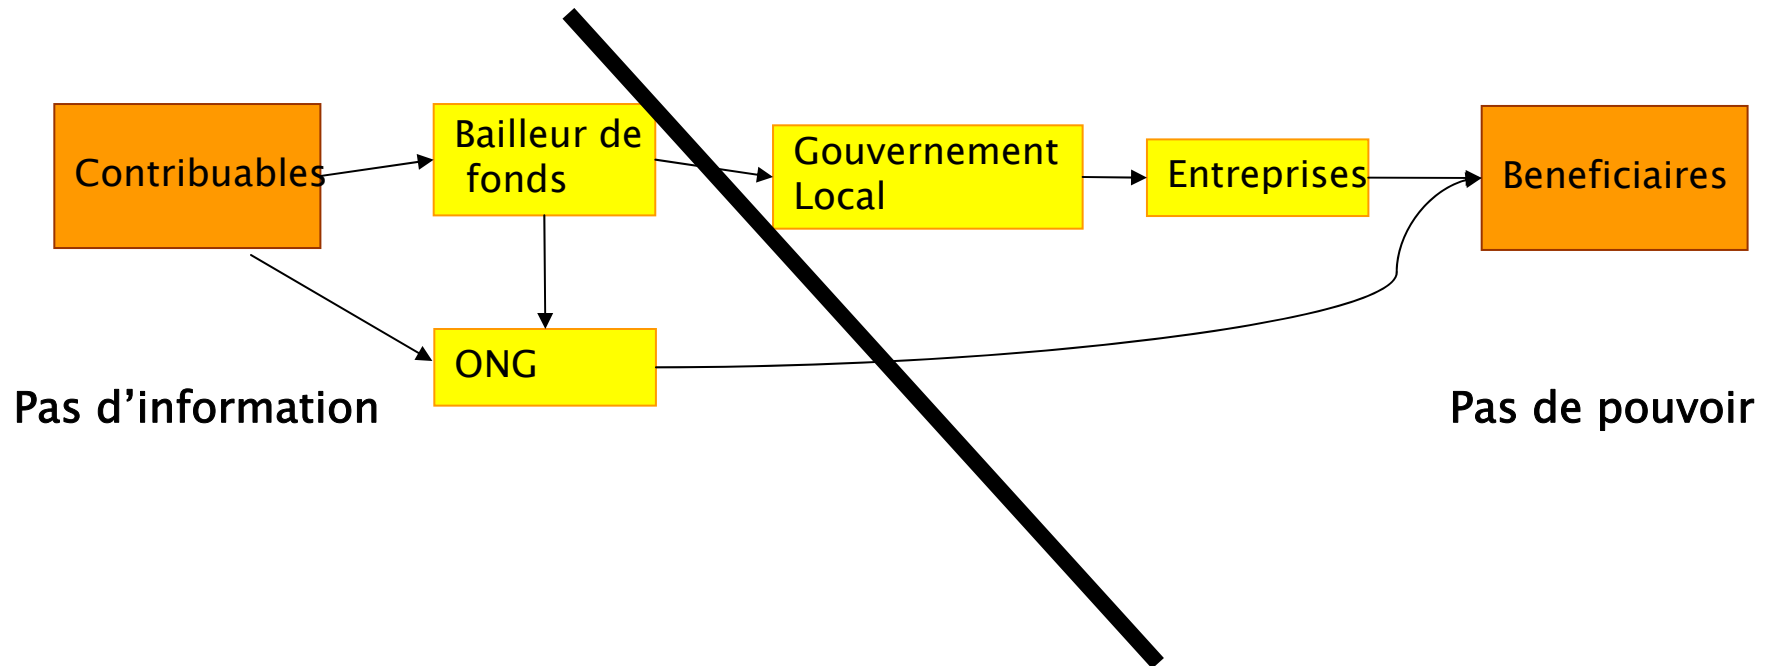 Contribuables
Bailleur de
fonds
Gouvernement
Local
Entreprises
Beneficiaires
ONG
Pas d’information
Pas de pouvoir